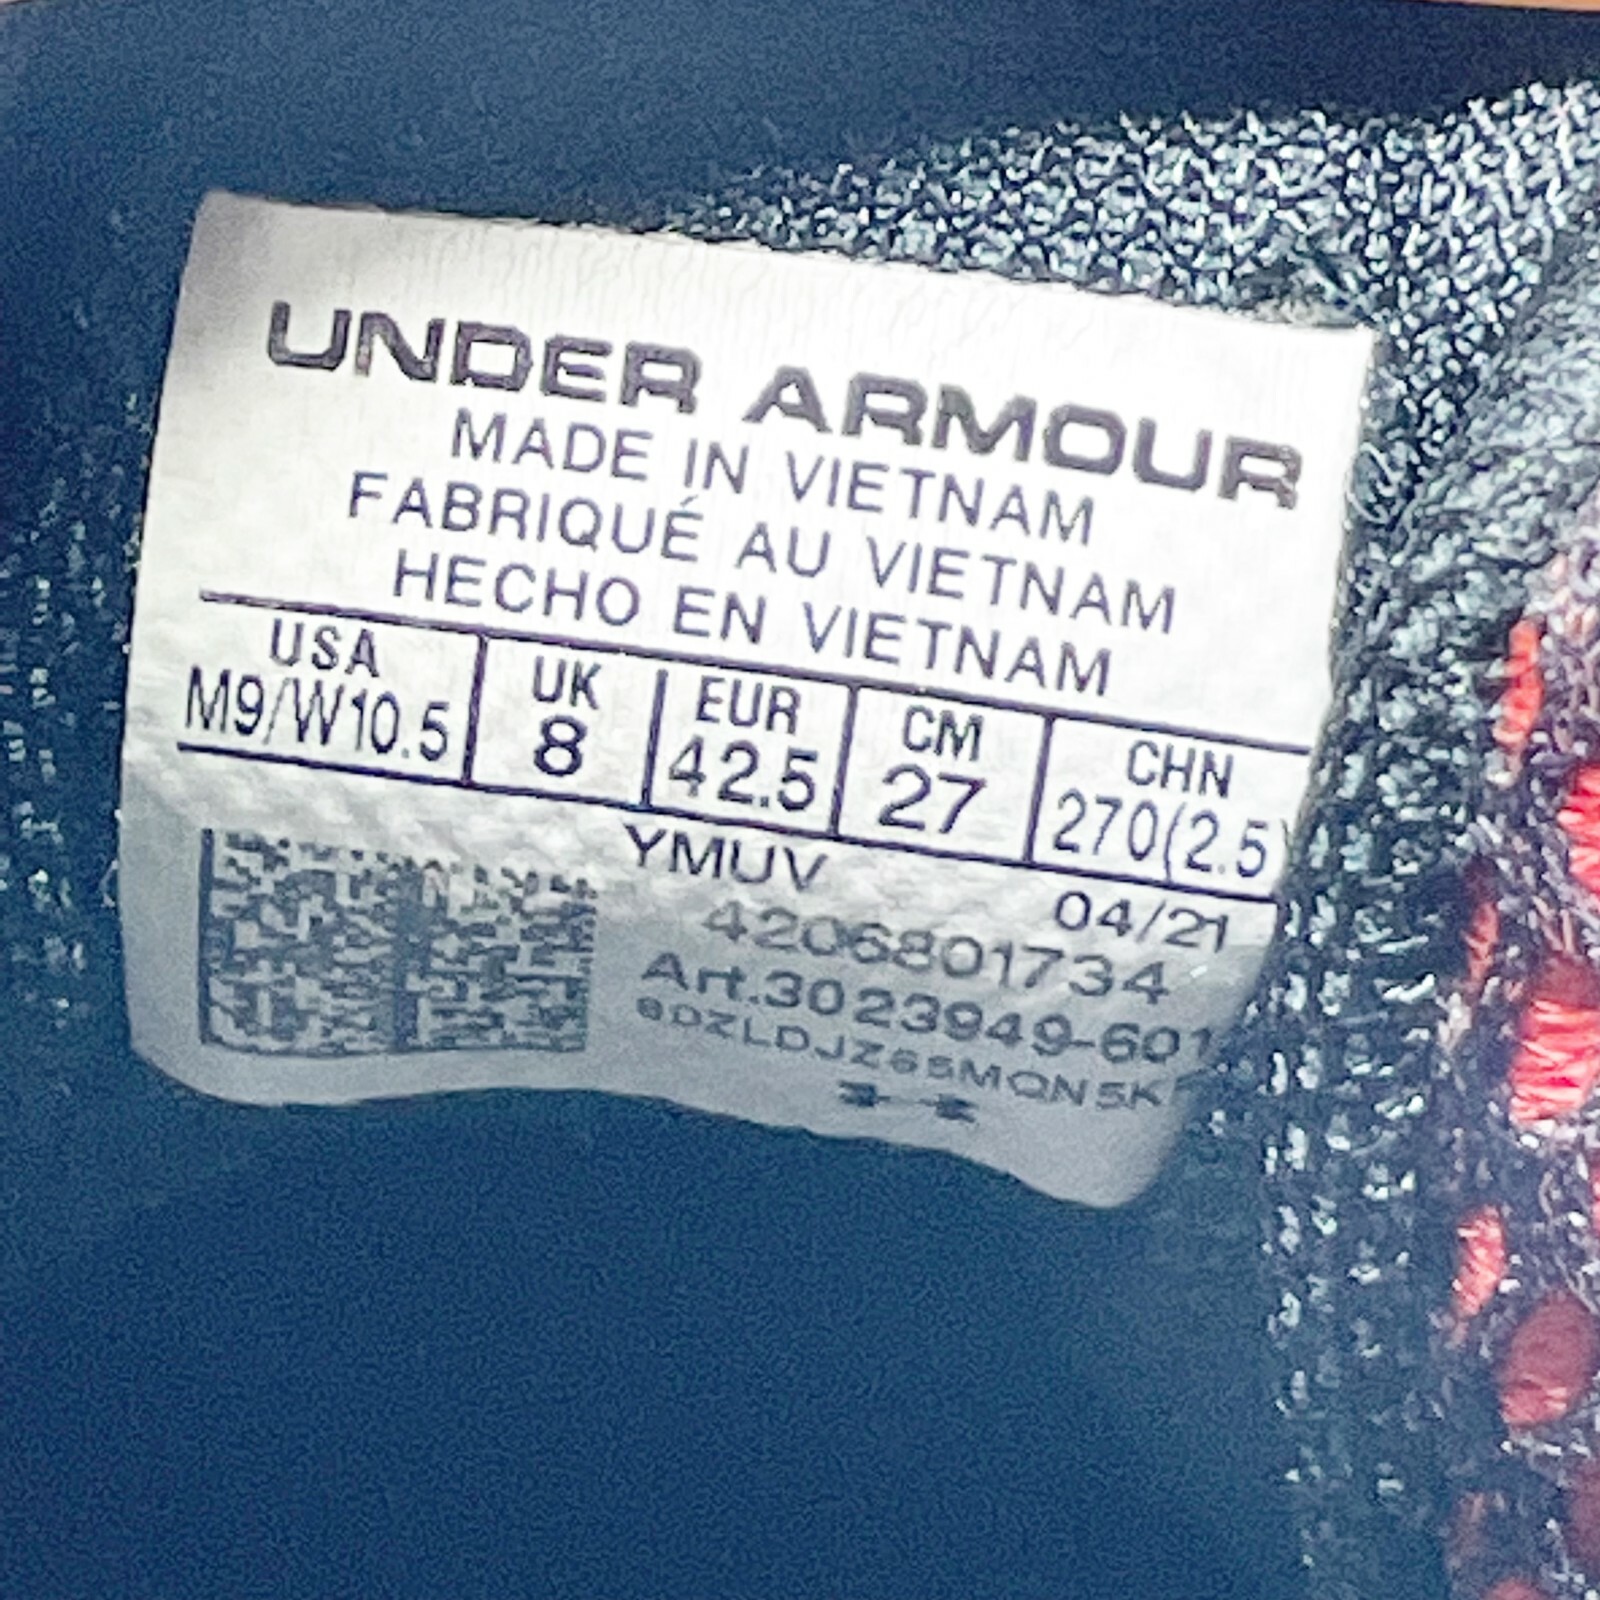 UNDER ARMOUR
MADE IN VIETNAM
FABRIQUÉ AU VIETNAM
HECHO EN VIETNAM
USA UK EUR CM CHN
M9/W10.5 8 42.5 27 270(2.5)
YMUV 04/21
4206801734
Art.3023949-601